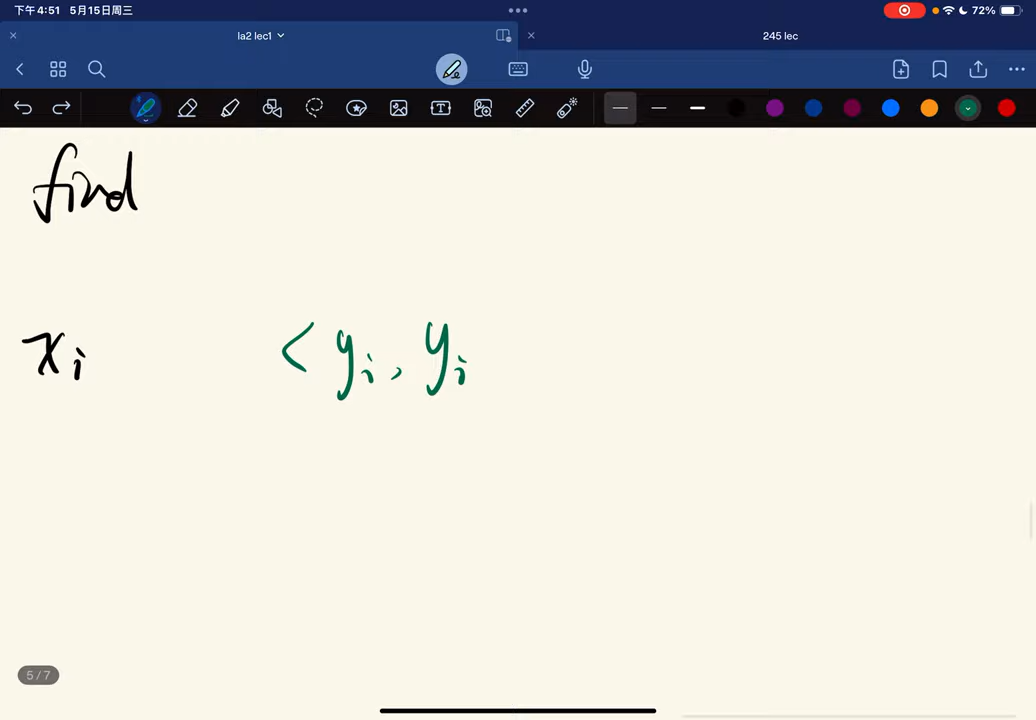 下午4:51 5月15日周三 72%
la2 lec1 245 lec
find
xᵢ < yᵢ, yᵢ
5 / 7